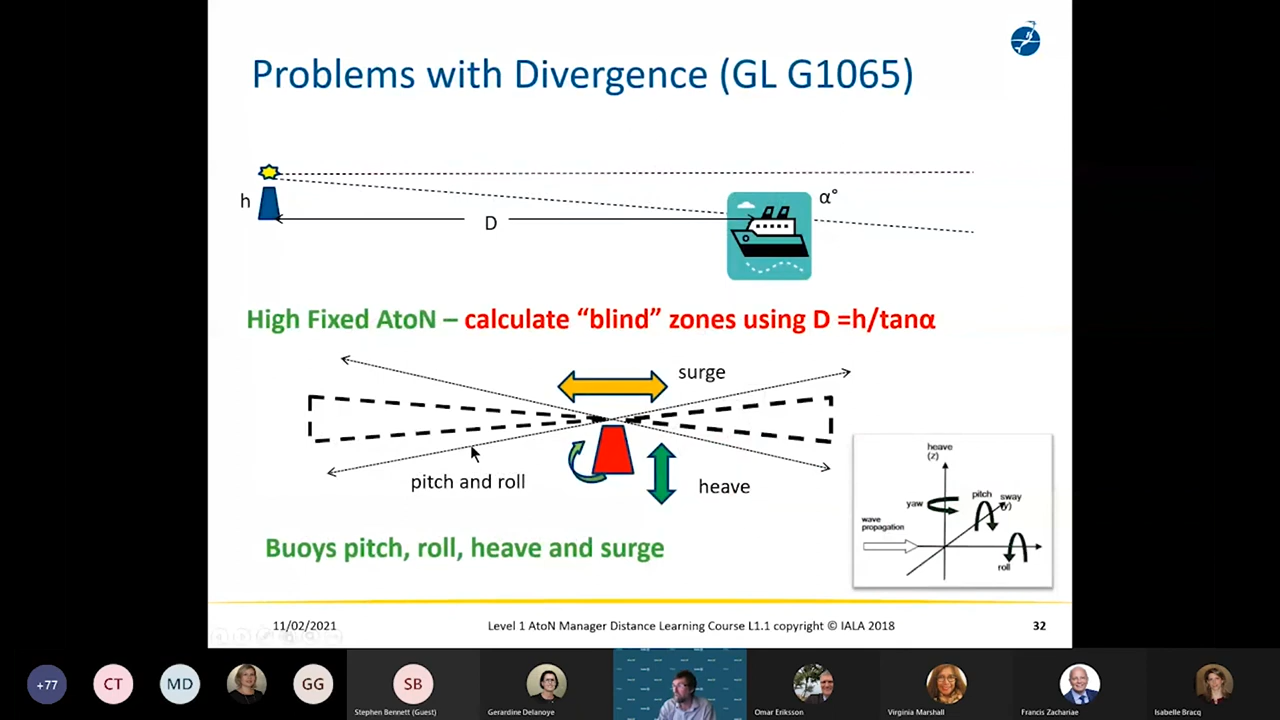 Problems with Divergence (GL G1065)
h
D
α°
High Fixed AtoN – calculate “blind” zones using D =h/tanα
surge
pitch and roll
heave
heave
(z)
pitch
sway
(y)
yaw
wave
propagation
roll
Buoys pitch, roll, heave and surge
11/02/2021
Level 1 AtoN Manager Distance Learning Course L1.1 copyright © IALA 2018
32
+77
CT
MD
GG
SB
Stephen Bennett (Guest)
Gerardine Delanoye
Omar Eriksson
Virginia Marshall
Francis Zachariae
Isabelle Bracq